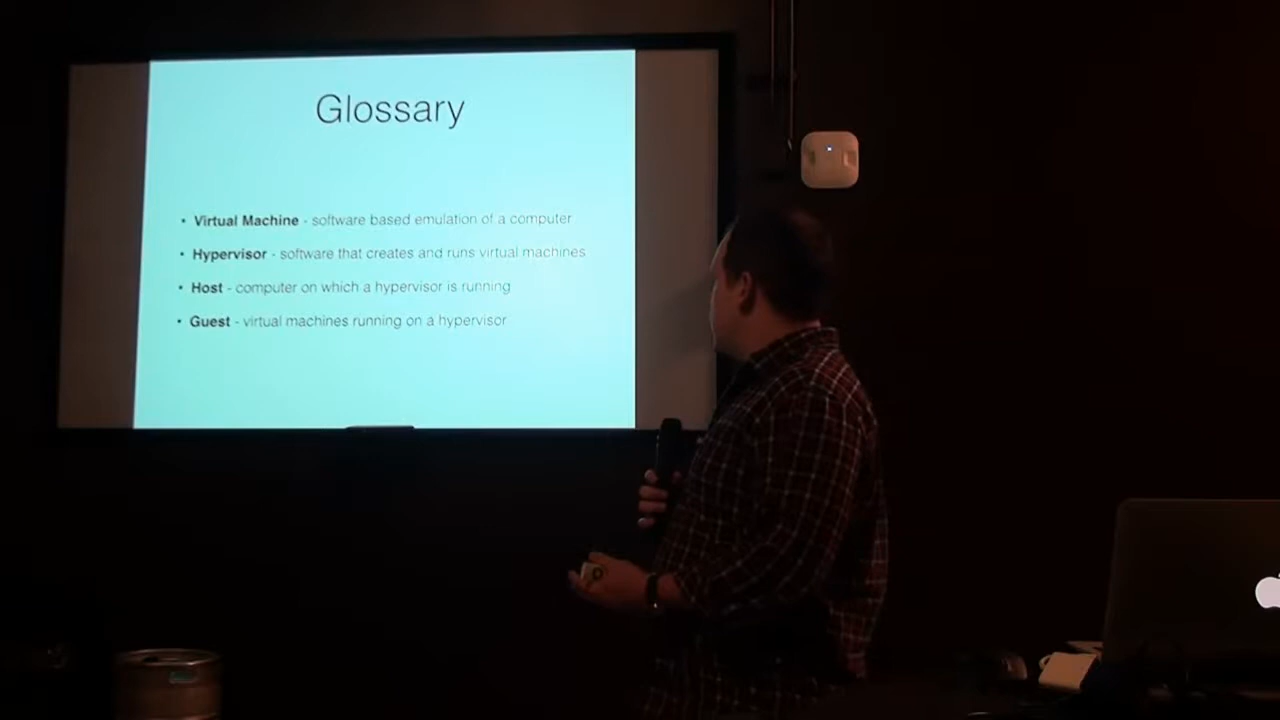 Glossary
• Virtual Machine - software based emulation of a computer
• Hypervisor - software that creates and runs virtual machines
• Host - computer on which a hypervisor is running
• Guest - virtual machines running on a hypervisor